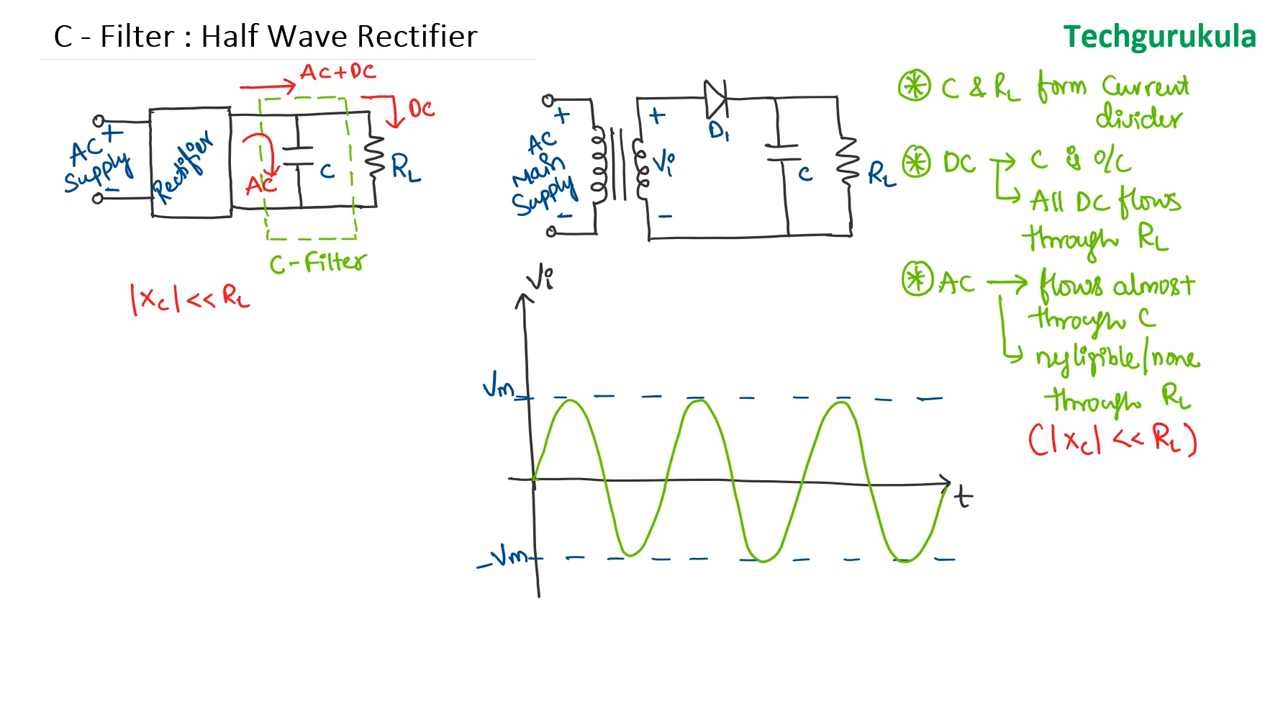 C - Filter : Half Wave Rectifier
Techgurukula
AC+DC
DC
AC
Supply
+
-
Rectifier
AC
C
RL
C-Filter
|Xc| << RL
+
AC
Main
Supply
-
+
Vi
-
D1
C
RL
Vi
Vm
-Vm
t
* C & RL form Current
divider
* DC → C is o/c
All DC flows
through RL
* AC → flows almost
through C
negligible/none
through RL
(|Xc| << RL)